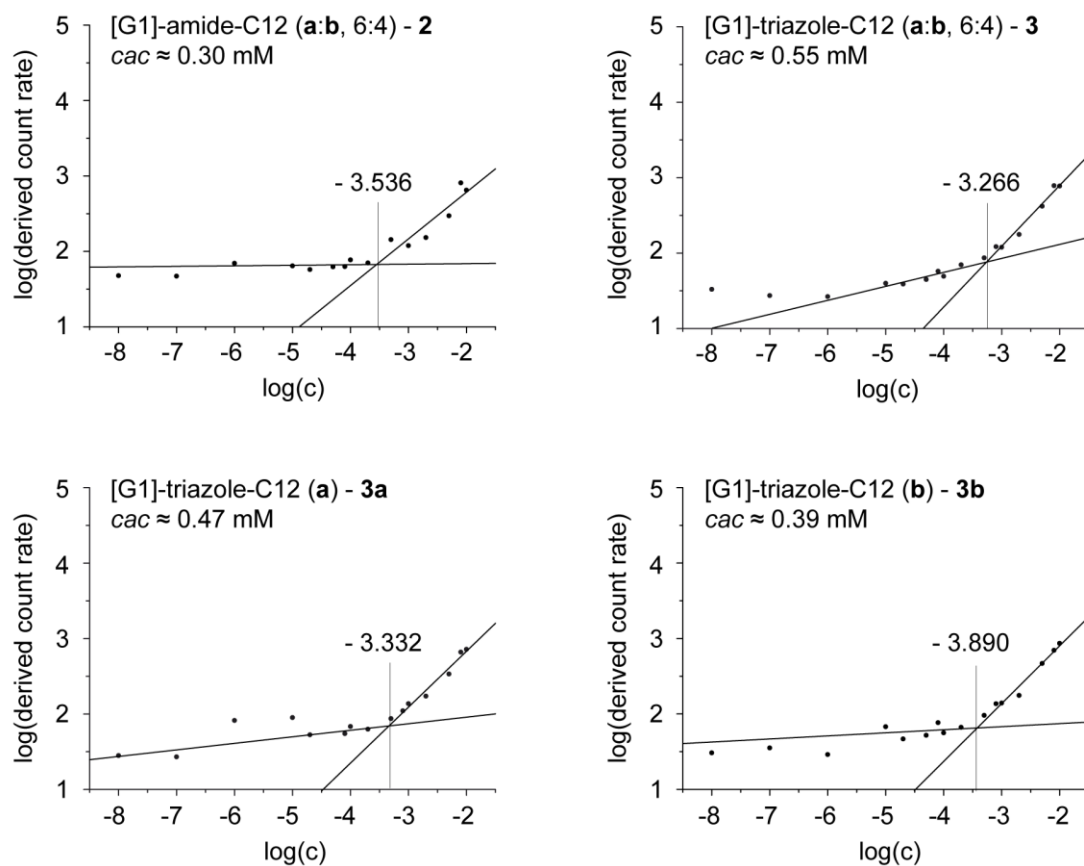 [G1]-amide-C12 (a:b, 6:4) - 2
cac ≈ 0.30 mM
log(derived count rate)
5
4
3
2
1
- 3.536
-8 -7 -6 -5 -4 -3 -2
log(c)
[G1]-triazole-C12 (a:b, 6:4) - 3
cac ≈ 0.55 mM
log(derived count rate)
5
4
3
2
1
- 3.266
-8 -7 -6 -5 -4 -3 -2
log(c)
[G1]-triazole-C12 (a) - 3a
cac ≈ 0.47 mM
log(derived count rate)
5
4
3
2
1
- 3.332
-8 -7 -6 -5 -4 -3 -2
log(c)
[G1]-triazole-C12 (b) - 3b
cac ≈ 0.39 mM
log(derived count rate)
5
4
3
2
1
- 3.890
-8 -7 -6 -5 -4 -3 -2
log(c)